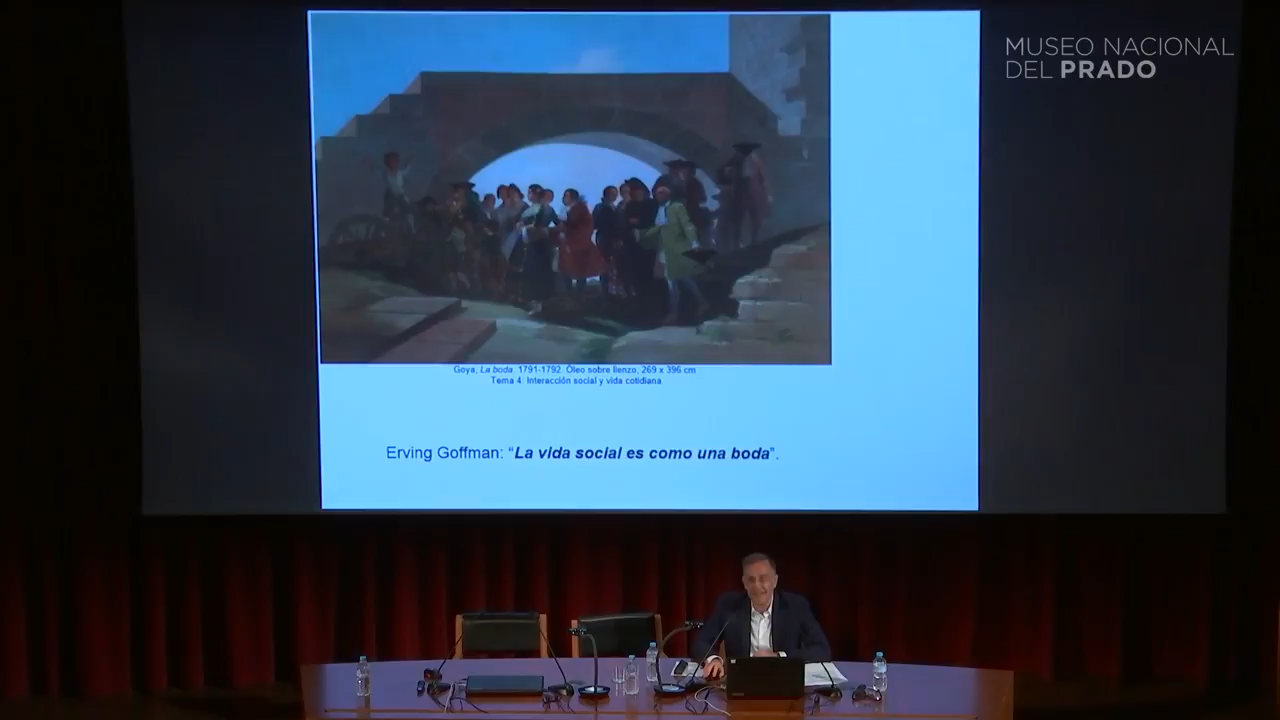 MUSEO NACIONAL
DEL PRADO
Goya, La boda. 1791-1792. Óleo sobre lienzo, 269 x 396 cm
Tema 4: Interacción social y vida cotidiana
Erving Goffman: “La vida social es como una boda”.